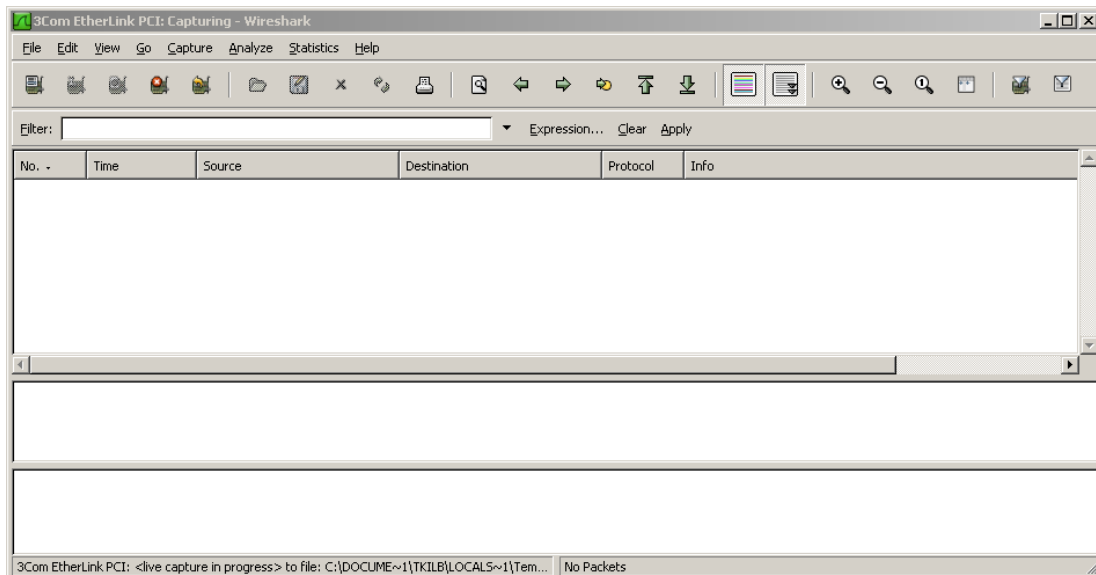 3Com EtherLink PCI: Capturing - Wireshark
File Edit View Go Capture Analyze Statistics Help
Filter: Expression... Clear Apply
No. - Time Source Destination Protocol Info
3Com EtherLink PCI: <live capture in progress> to file: C:\DOCUME~1\TKILB\LOCALS~1\Tem... No Packets